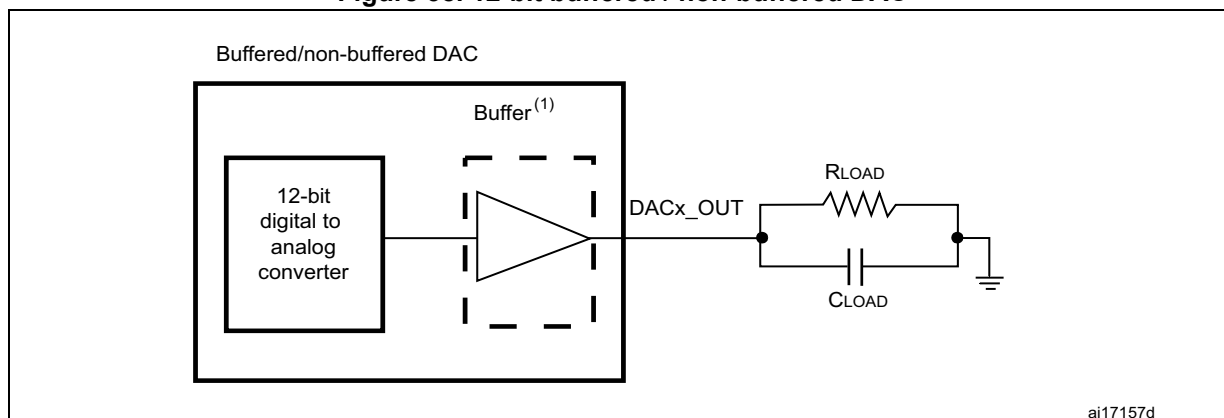 Buffered/non-buffered DAC
Buffer(1)
12-bit
digital to
analog
converter
DACx_OUT
RLOAD
CLOAD
ai17157d